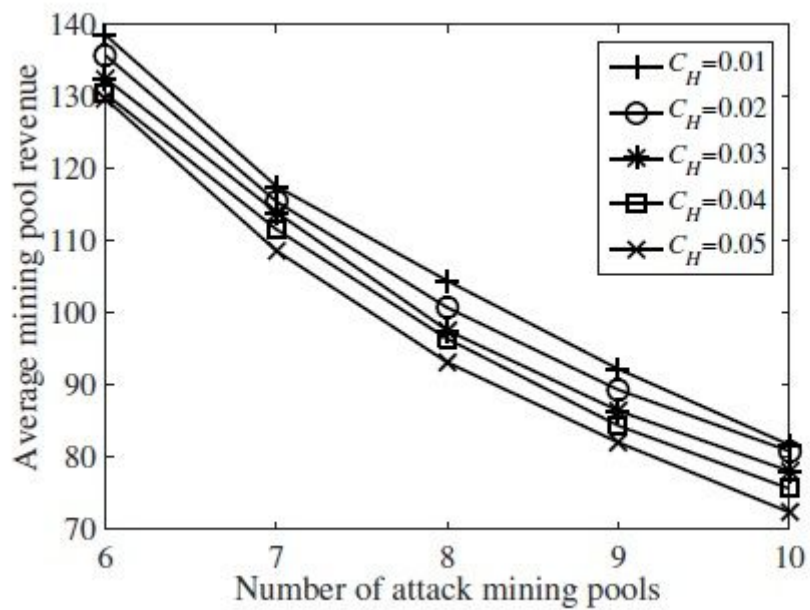 140
130
120
110
100
90
80
70
Average mining pool revenue
C_H=0.01
C_H=0.02
C_H=0.03
C_H=0.04
C_H=0.05
6
7
8
9
10
Number of attack mining pools